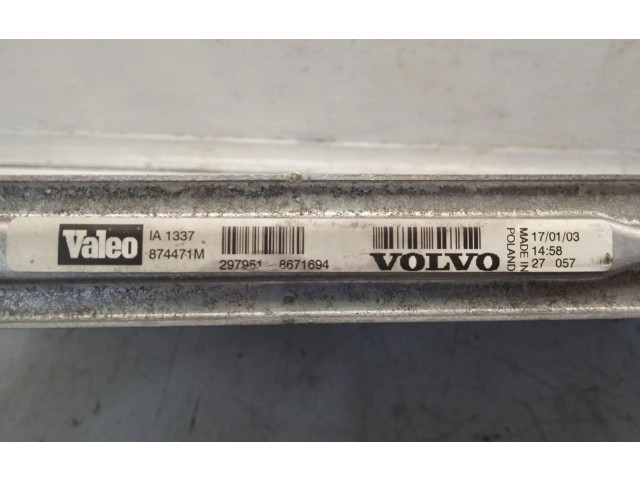 Valeo
IA 1337
874471M
297951 8671694
VOLVO
MADE IN
POLAND
17/01/03
14:58
27 057